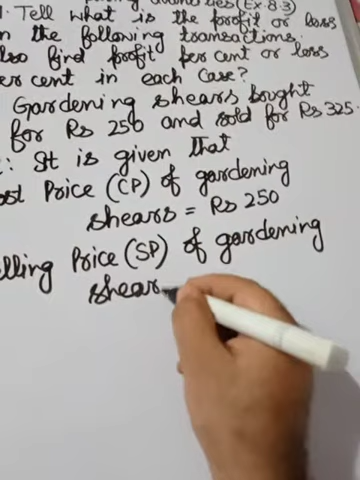 (Ex.8.3)
1. Tell what is the profit or loss
in the following transactions.
also find profit per cent or loss
per cent in each case?
Gardening shears bought
for Rs 250 and sold for Rs 325.
: It is given that
Cost Price (CP) of gardening
shears = Rs 250
Selling Price (SP) of gardening
shear